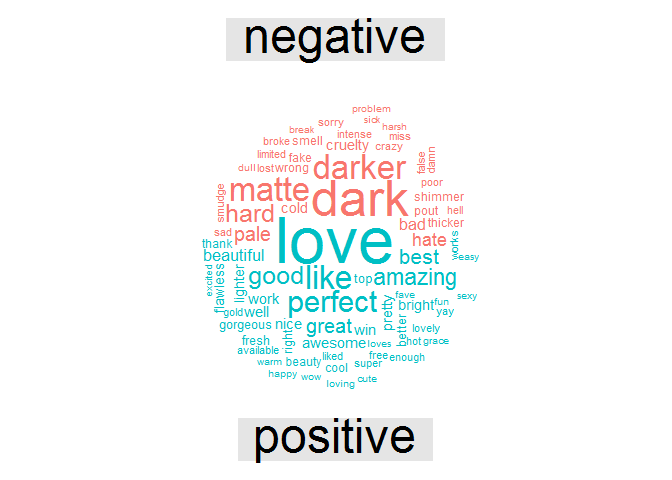 negative
problem
sick
break sorry harsh
intense miss
broke smell cruelty crazy
limited fake false damn
dull lost wrong darker poor
smudge matte dark shimmer
hard cold pout hell
sad pale bad thicker
thank love hate works
beautiful best easy
excited flawless lighter good like top amazing
work perfect fave sexy
gold well pretty bright fun
gorgeous nice great win better yay
fresh right awesome loves hot lovely grace
available liked free enough
warm beauty cool super
happy wow cute
loving
positive